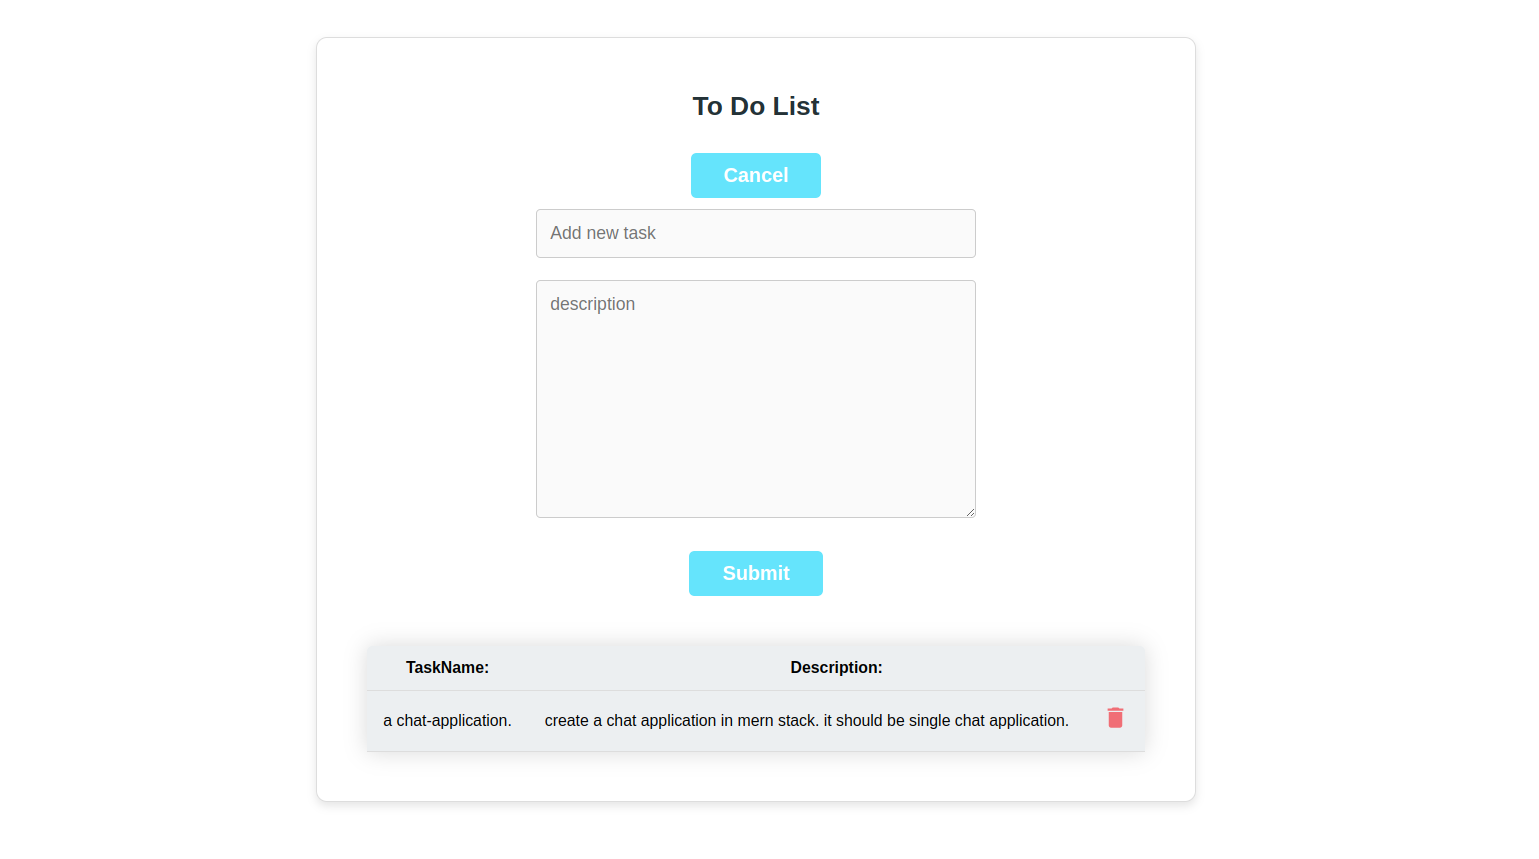 To Do List
Cancel
Add new task
description
Submit
TaskName: Description:
a chat-application. create a chat application in mern stack. it should be single chat application.